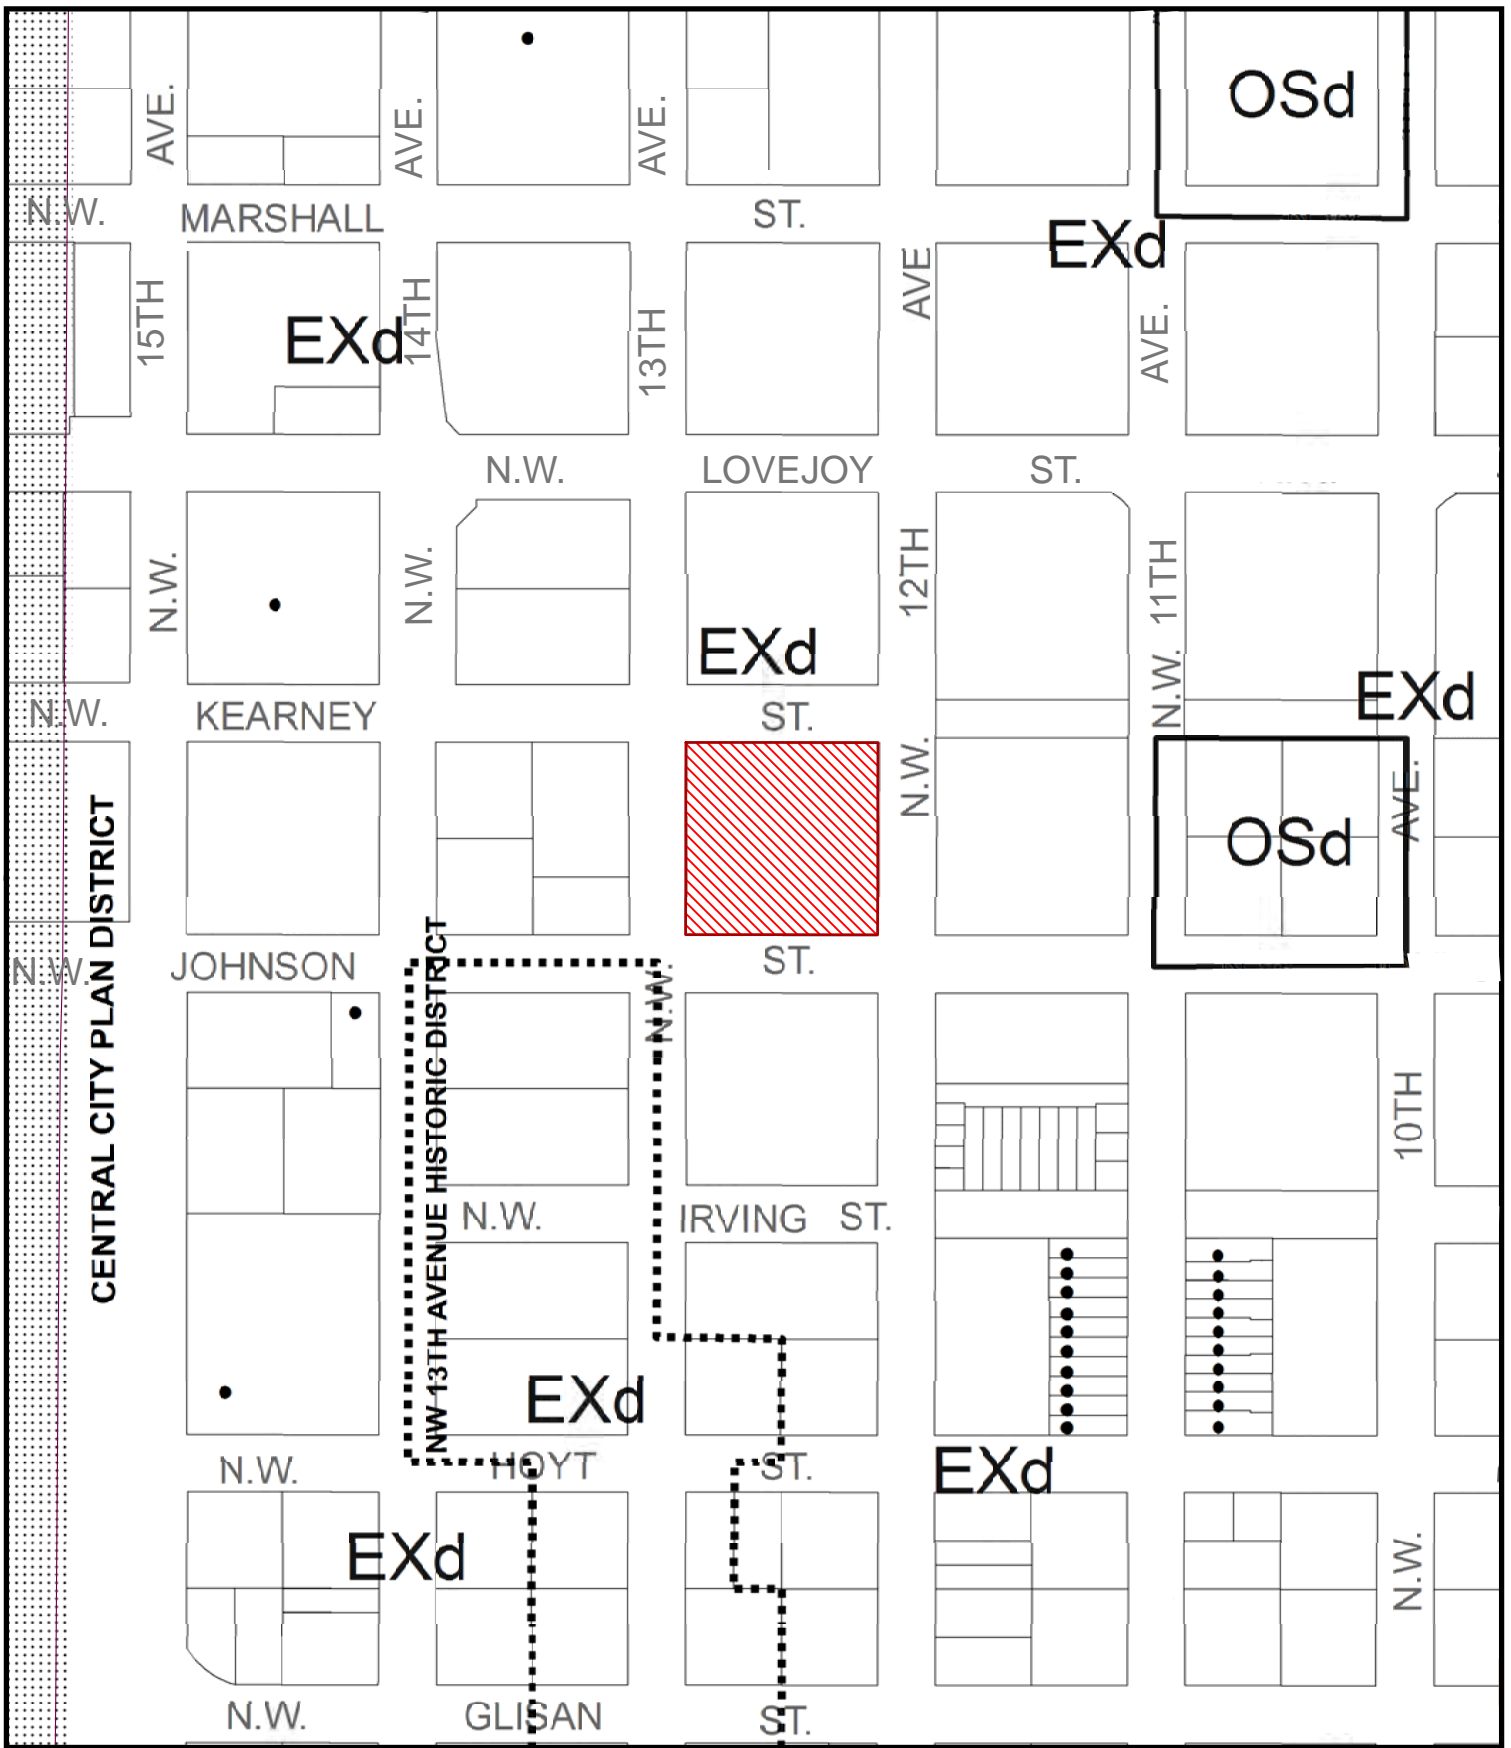 OSd
AVE.
AVE.
AVE.
N.W. MARSHALL ST.
EXd
AVE
15TH
EXd
14TH
13TH
AVE.
N.W. LOVEJOY ST.
N.W.
N.W.
12TH
11TH
EXd
N.W.
EXd
N.W. KEARNEY ST.
N.W.
AVE.
OSd
CENTRAL CITY PLAN DISTRICT
N.W. JOHNSON ST.
NW 13TH AVENUE HISTORIC DISTRICT
N.W.
10TH
N.W. IRVING ST.
EXd
N.W. HOYT ST.
EXd
EXd
N.W.
N.W. GLISAN ST.